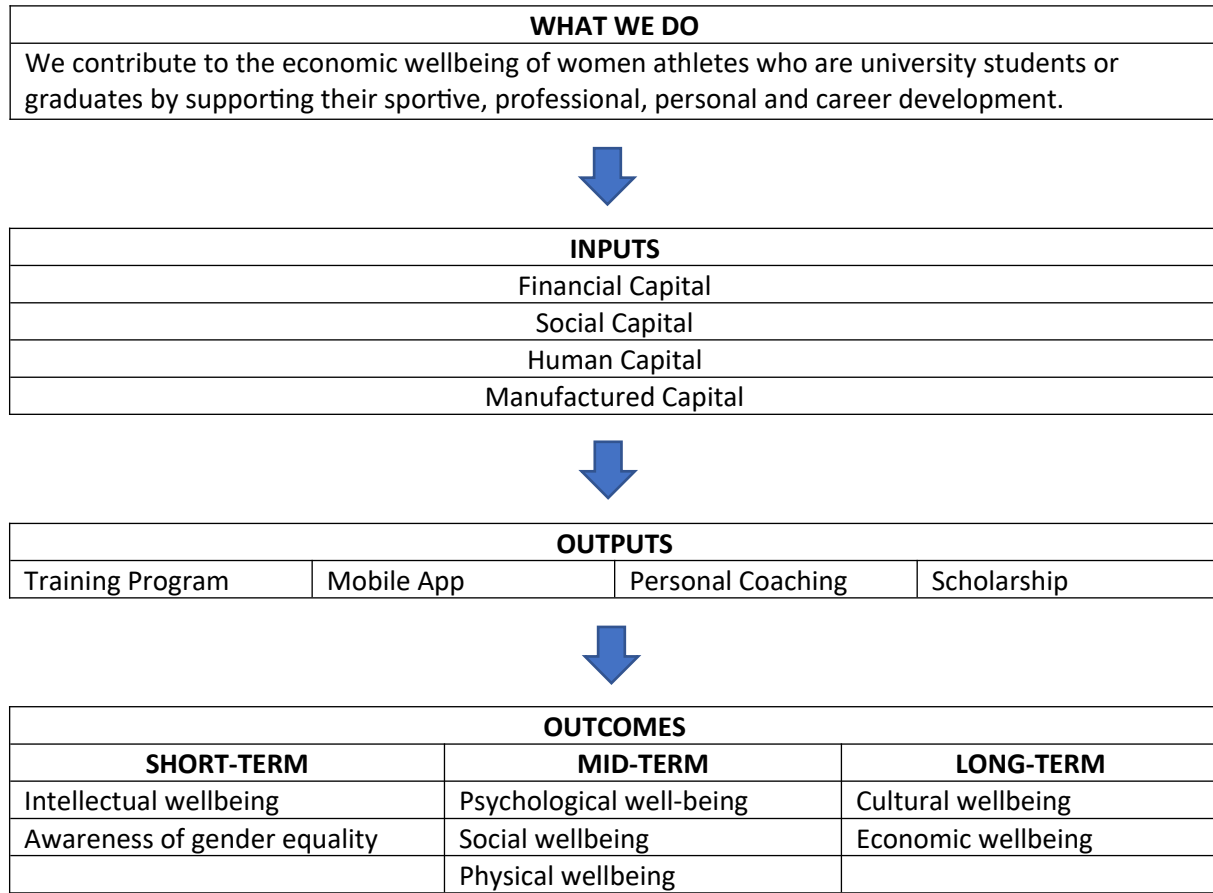 WHAT WE DO
We contribute to the economic wellbeing of women athletes who are university students or
graduates by supporting their sportive, professional, personal and career development.
INPUTS
Financial Capital
Social Capital
Human Capital
Manufactured Capital
OUTPUTS
Training Program Mobile App Personal Coaching Scholarship
OUTCOMES
SHORT-TERM MID-TERM LONG-TERM
Intellectual wellbeing Psychological well-being Cultural wellbeing
Awareness of gender equality Social wellbeing Economic wellbeing
Physical wellbeing